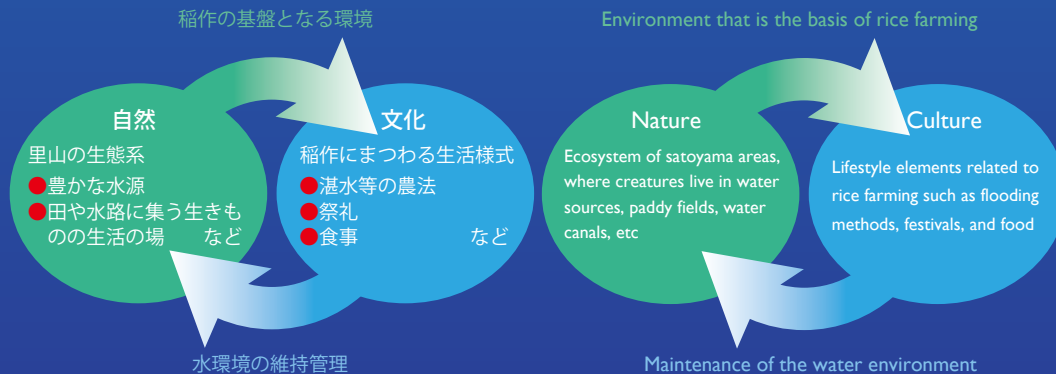 稲作の基盤となる環境
自然
里山の生態系
●豊かな水源
●田や水路に集う生きも
のの生活の場　など
文化
稲作にまつわる生活様式
●湛水等の農法
●祭礼
●食事　など
水環境の維持管理
Environment that is the basis of rice farming
Nature
Ecosystem of satoyama areas,
where creatures live in water
sources, paddy fields, water
canals, etc
Culture
Lifestyle elements related to
rice farming such as flooding
methods, festivals, and food
Maintenance of the water environment